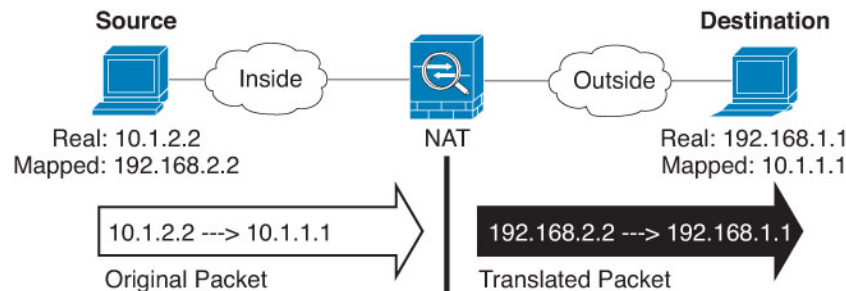 Source
Destination
Inside
Outside
Real: 10.1.2.2
Mapped: 192.168.2.2
NAT
Real: 192.168.1.1
Mapped: 10.1.1.1
10.1.2.2 ---> 10.1.1.1
192.168.2.2 ---> 192.168.1.1
Original Packet
Translated Packet